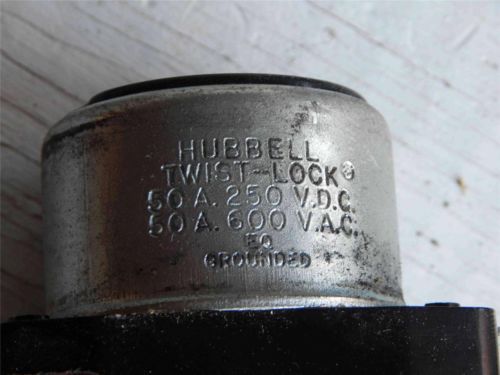 HUBBELL
TWIST-LOCK®
50 A. 250 V.D.C.
50 A. 600 V.A.C.
EQ
GROUNDED